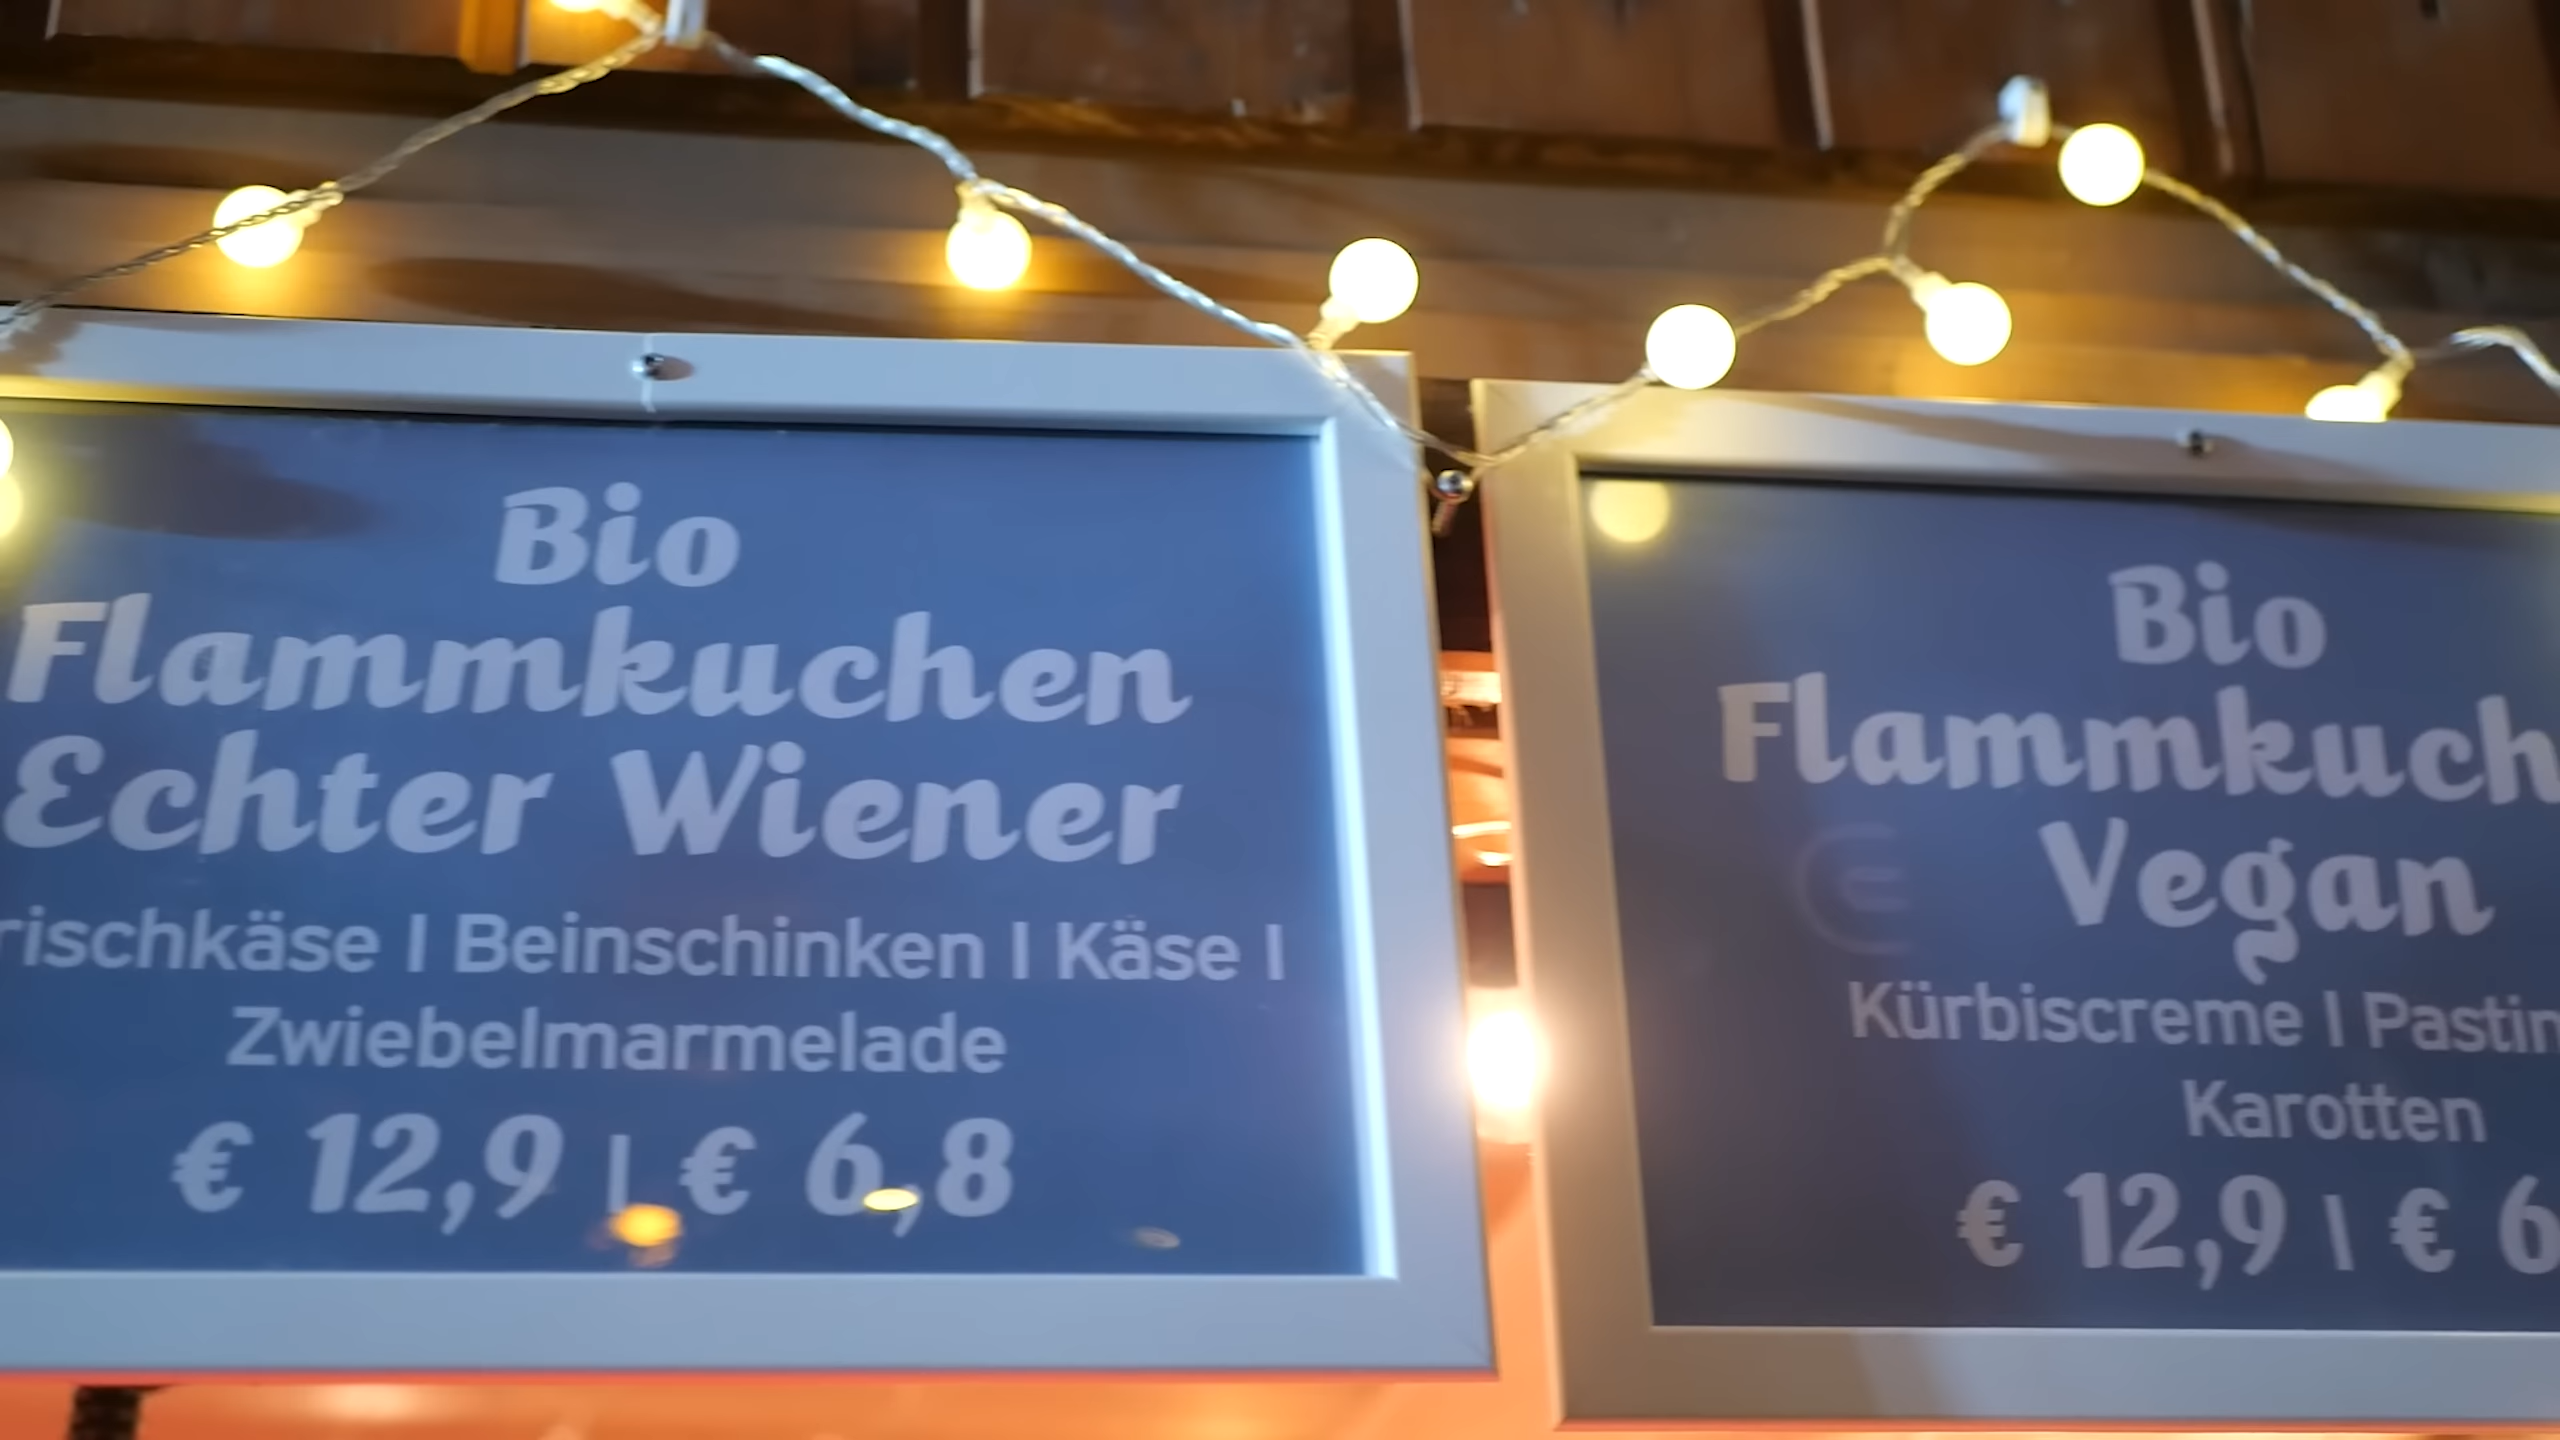 Bio
Flammkuchen
Echter Wiener
rischkäse | Beinschinken | Käse |
Zwiebelmarmelade
€ 12,9 | € 6,8
Bio
Flammkuch
Vegan
Kürbiscreme | Pastin
Karotten
€ 12,9 | € 6